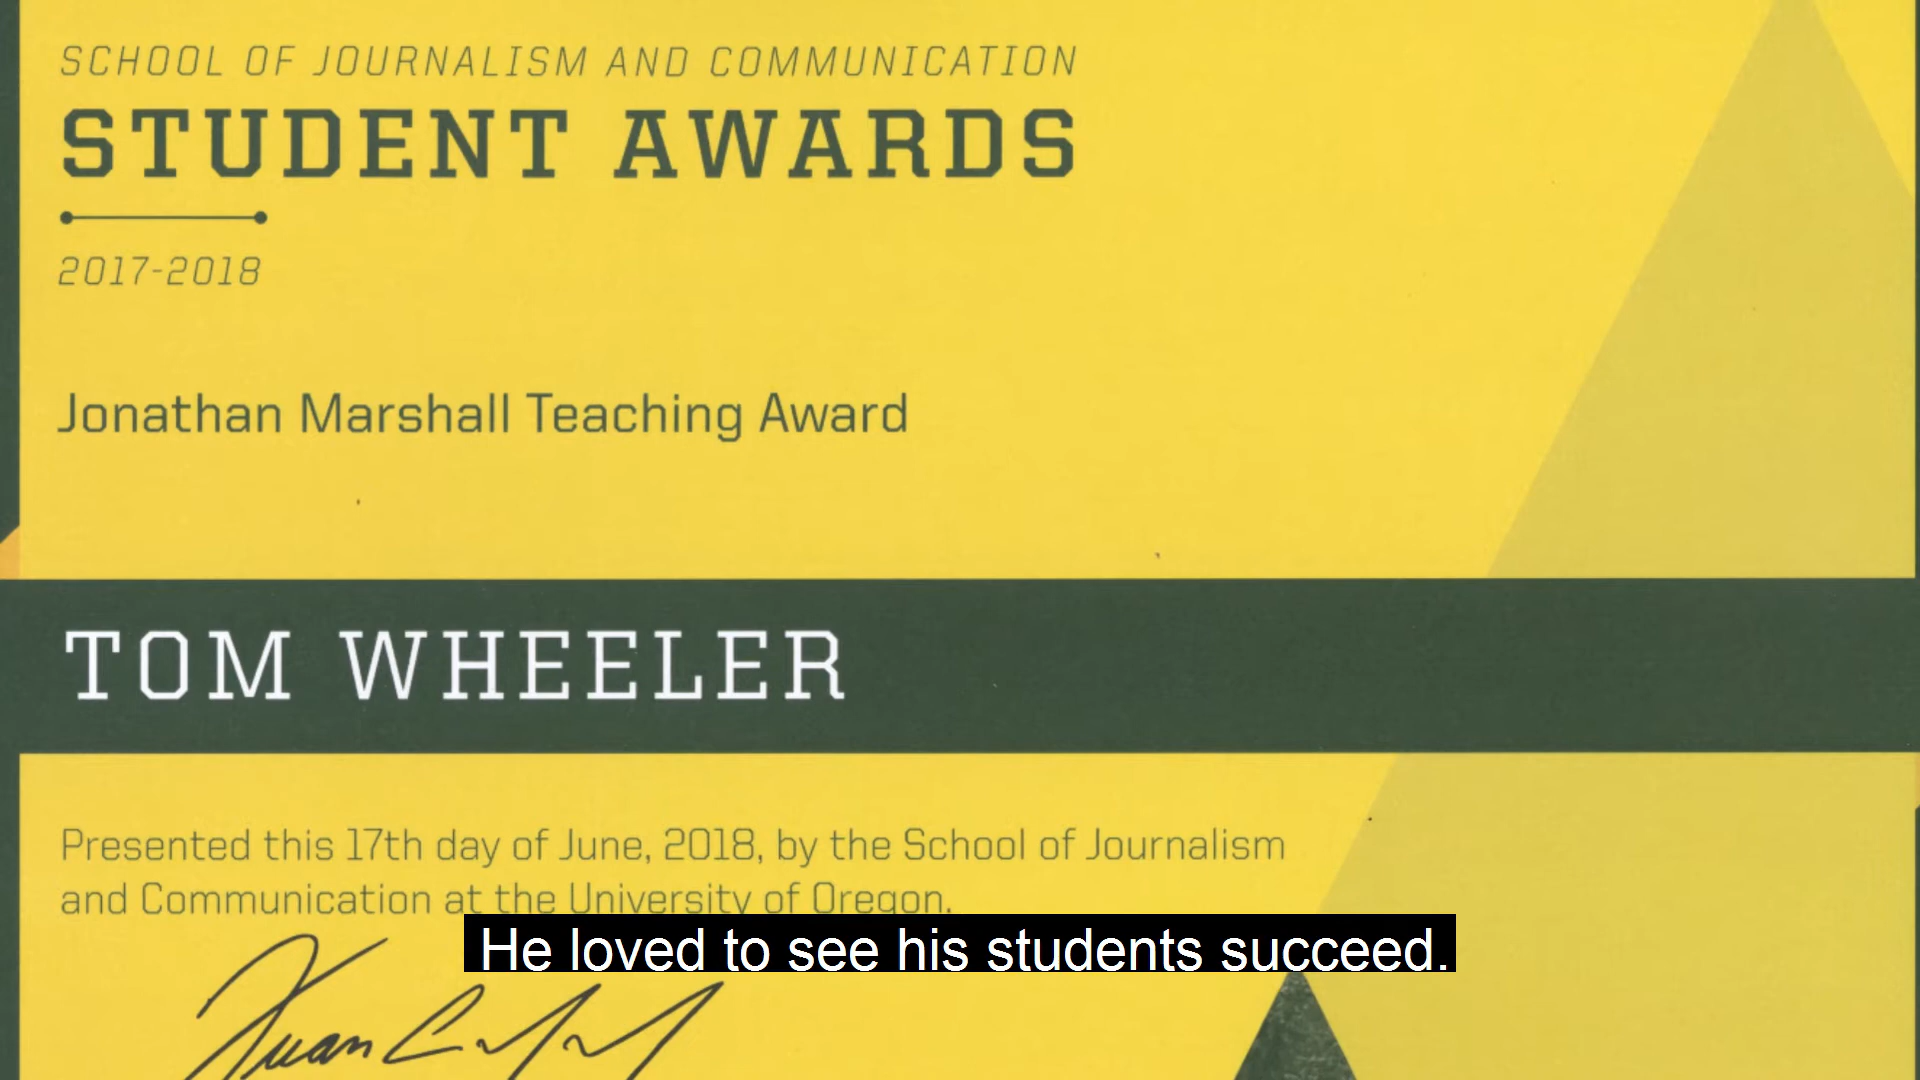 SCHOOL OF JOURNALISM AND COMMUNICATION
STUDENT AWARDS
2017-2018
Jonathan Marshall Teaching Award
TOM WHEELER
Presented this 17th day of June, 2018, by the School of Journalism
and Communication at the University of Oregon.
He loved to see his students succeed.